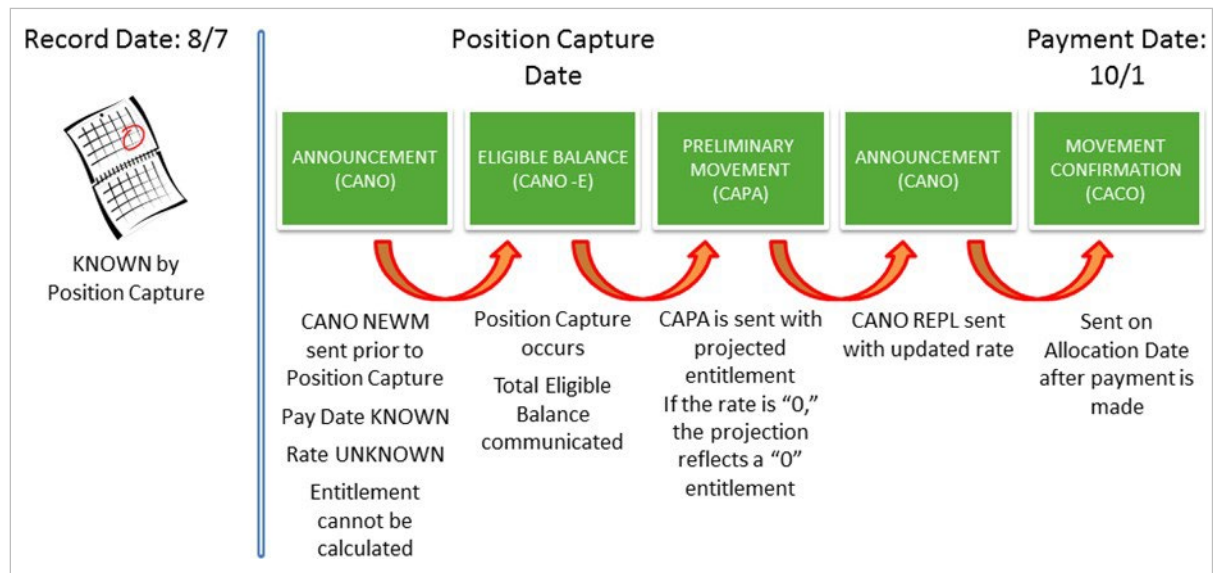 Record Date: 8/7
KNOWN by
Position Capture
Position Capture
Date
Payment Date:
10/1
ANNOUNCEMENT
(CANO)
ELIGIBLE BALANCE
(CANO -E)
PRELIMINARY
MOVEMENT
(CAPA)
ANNOUNCEMENT
(CANO)
MOVEMENT
CONFIRMATION
(CACO)
CANO NEWM
sent prior to
Position Capture
Pay Date KNOWN
Rate UNKNOWN
Entitlement
cannot be
calculated
Position Capture
occurs
Total Eligible
Balance
communicated
CAPA is sent with
projected
entitlement
If the rate is “0,”
the projection
reflects a “0”
entitlement
CANO REPL sent
with updated rate
Sent on
Allocation Date
after payment is
made